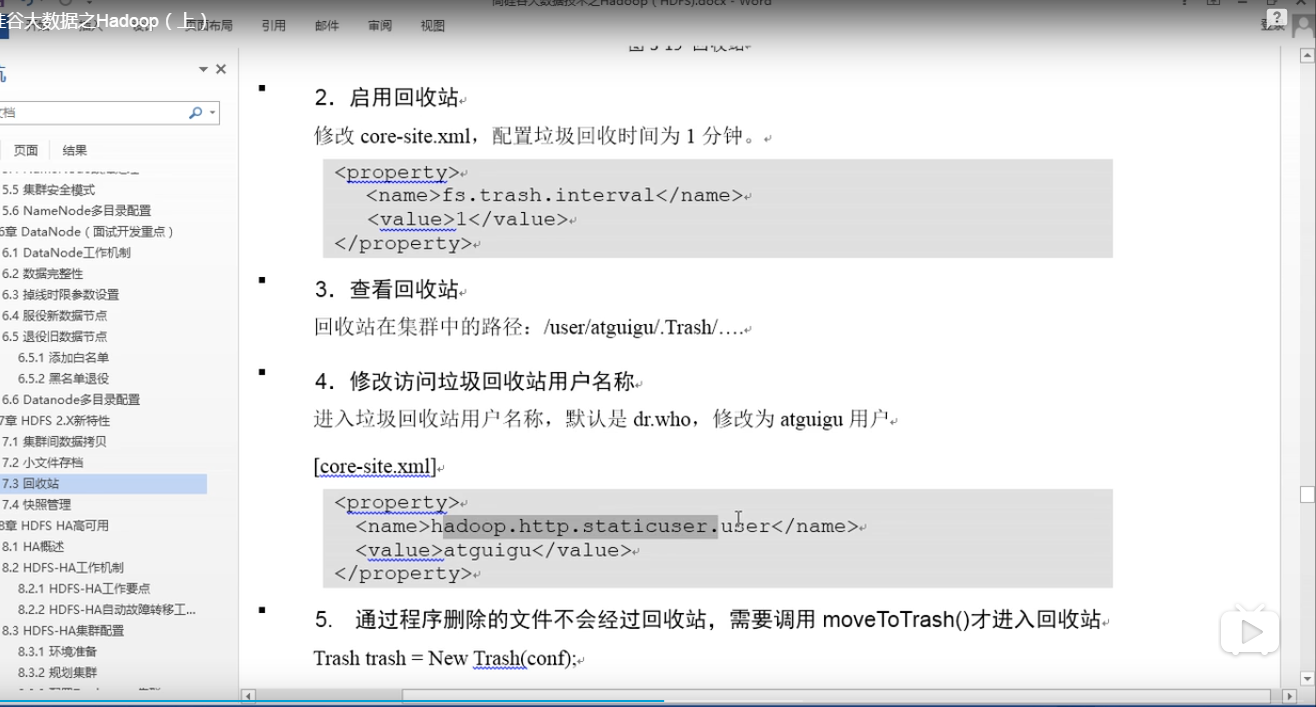 尚硅谷大数据技术之Hadoop（HDFS).docx - Word
硅谷大数据之Hadoop（上）
页面布局 引用 邮件 审阅 视图
登录
图 3-19 回收站
页面 结果
5.5 集群安全模式
5.6 NameNode多目录配置
6章 DataNode（面试开发重点）
6.1 DataNode工作机制
6.2 数据完整性
6.3 掉线时限参数设置
6.4 服役新数据节点
6.5 退役旧数据节点
6.5.1 添加白名单
6.5.2 黑名单退役
6.6 Datanode多目录配置
7章 HDFS 2.X新特性
7.1 集群间数据拷贝
7.2 小文件存档
7.3 回收站
7.4 快照管理
8章 HDFS HA高可用
8.1 HA概述
8.2 HDFS-HA工作机制
8.2.1 HDFS-HA工作要点
8.2.2 HDFS-HA自动故障转移工...
8.3 HDFS-HA集群配置
8.3.1 环境准备
8.3.2 规划集群
2．启用回收站
修改 core-site.xml，配置垃圾回收时间为 1 分钟。
<property>
<name>fs.trash.interval</name>
<value>1</value>
</property>
3．查看回收站
回收站在集群中的路径：/user/atguigu/.Trash/….
4．修改访问垃圾回收站用户名称
进入垃圾回收站用户名称，默认是 dr.who，修改为 atguigu 用户
[core-site.xml]
<property>
<name>hadoop.http.staticuser.user</name>
<value>atguigu</value>
</property>
5. 通过程序删除的文件不会经过回收站，需要调用 moveToTrash()才进入回收站
Trash trash = New Trash(conf);